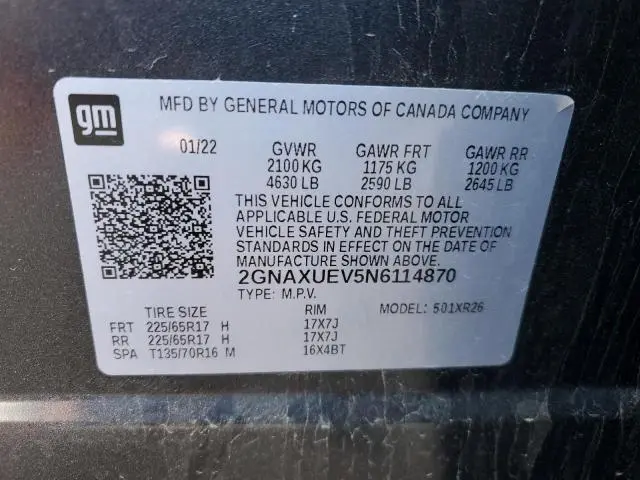 gm
MFD BY GENERAL MOTORS OF CANADA COMPANY
01/22 GVWR GAWR FRT GAWR RR
2100 KG 1175 KG 1200 KG
4630 LB 2590 LB 2645 LB
THIS VEHICLE CONFORMS TO ALL
APPLICABLE U.S. FEDERAL MOTOR
VEHICLE SAFETY AND THEFT PREVENTION
STANDARDS IN EFFECT ON THE DATE OF
MANUFACTURE SHOWN ABOVE.
2GNAXUEV5N6114870
TYPE: M.P.V.
TIRE SIZE RIM MODEL: 501XR26
FRT 225/65R17 H 17X7J
RR 225/65R17 H 17X7J
SPA T135/70R16 M 16X4BT